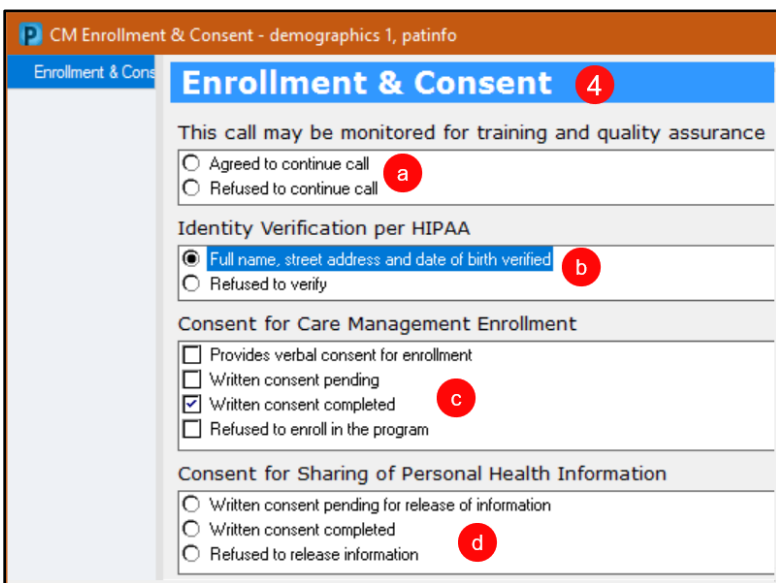 CM Enrollment & Consent - demographics 1, patinfo
Enrollment & Cons
Enrollment & Consent 4
This call may be monitored for training and quality assurance
Agreed to continue call
a
Refused to continue call
Identity Verification per HIPAA
Full name, street address and date of birth verified
b
Refused to verify
Consent for Care Management Enrollment
Provides verbal consent for enrollment
Written consent pending
Written consent completed
c
Refused to enroll in the program
Consent for Sharing of Personal Health Information
Written consent pending for release of information
Written consent completed
d
Refused to release information